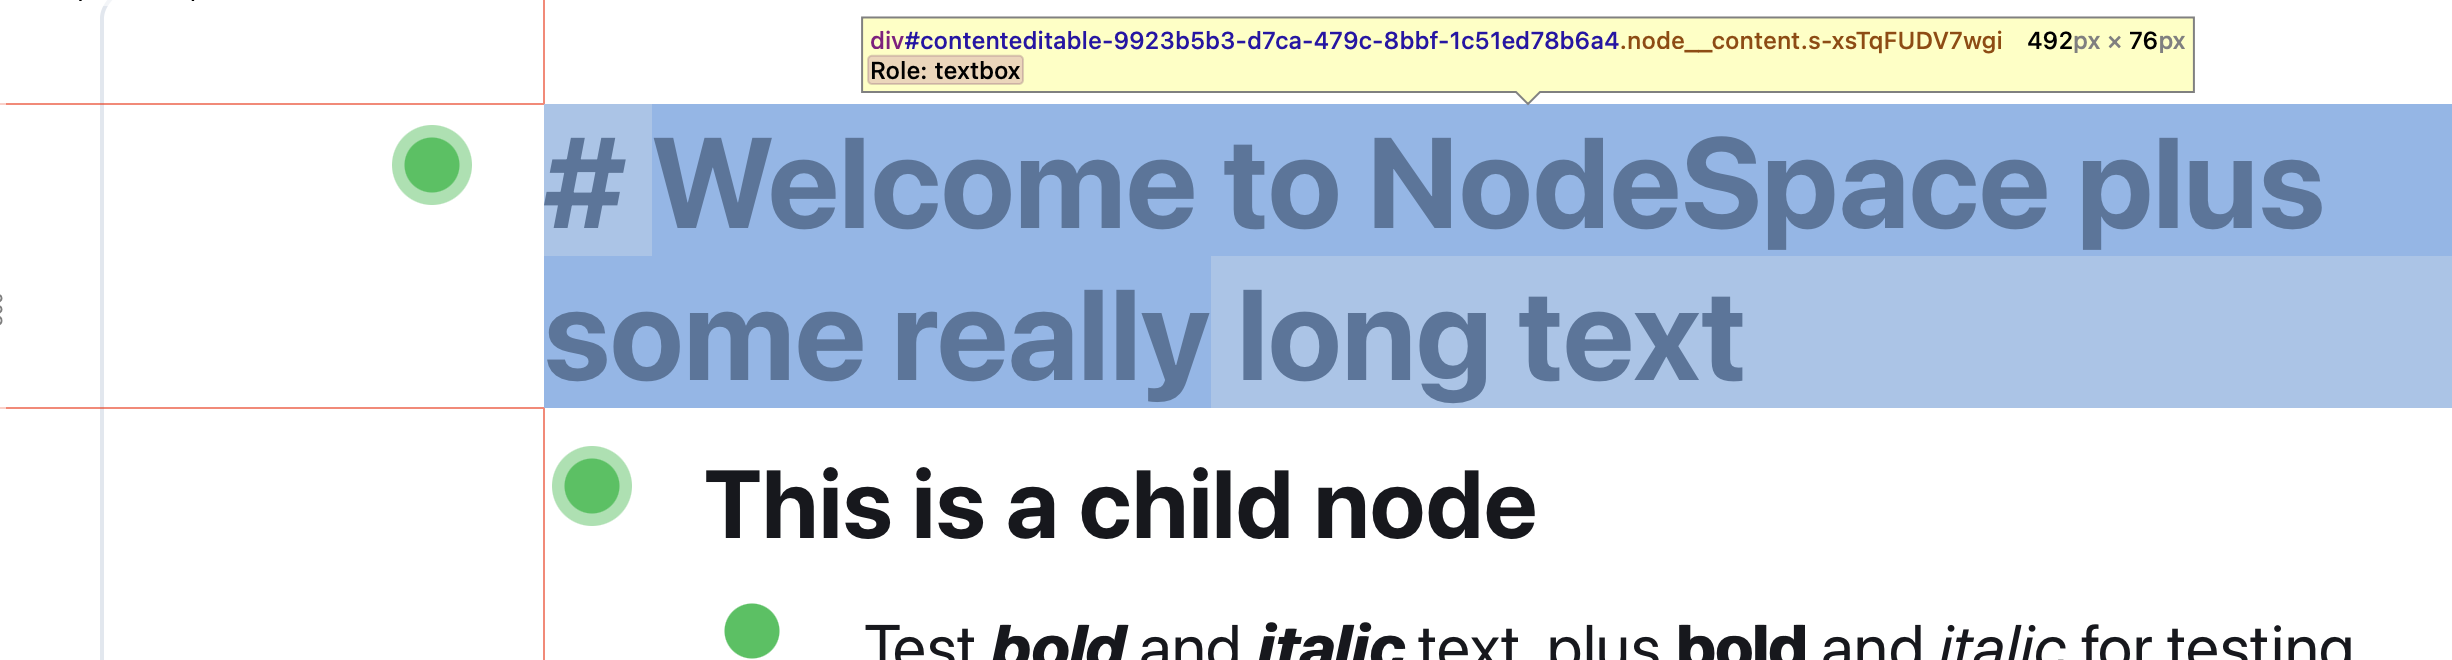 div#contenteditable-9923b5b3-d7ca-479c-8bbf-1c51ed78b6a4.node__content.s-xsTqFUDV7wgi 492px × 76px
Role: textbox
# Welcome to NodeSpace plus
some really long text
This is a child node
Test bold and italic text, plus bold and italic for testing